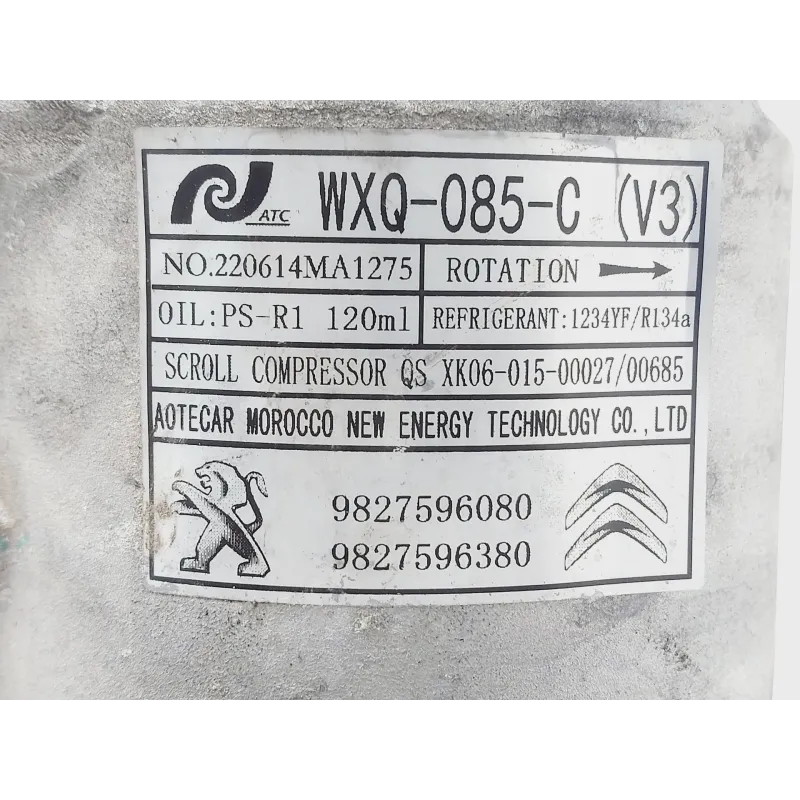 ATC WXQ-085-C (V3)
NO.220614MA1275 ROTATION
OIL:PS-R1 120ml REFRIGERANT:1234YF/R134a
SCROLL COMPRESSOR QS XK06-015-00027/00685
AOTECAR MOROCCO NEW ENERGY TECHNOLOGY CO.,LTD
9827596080
9827596380